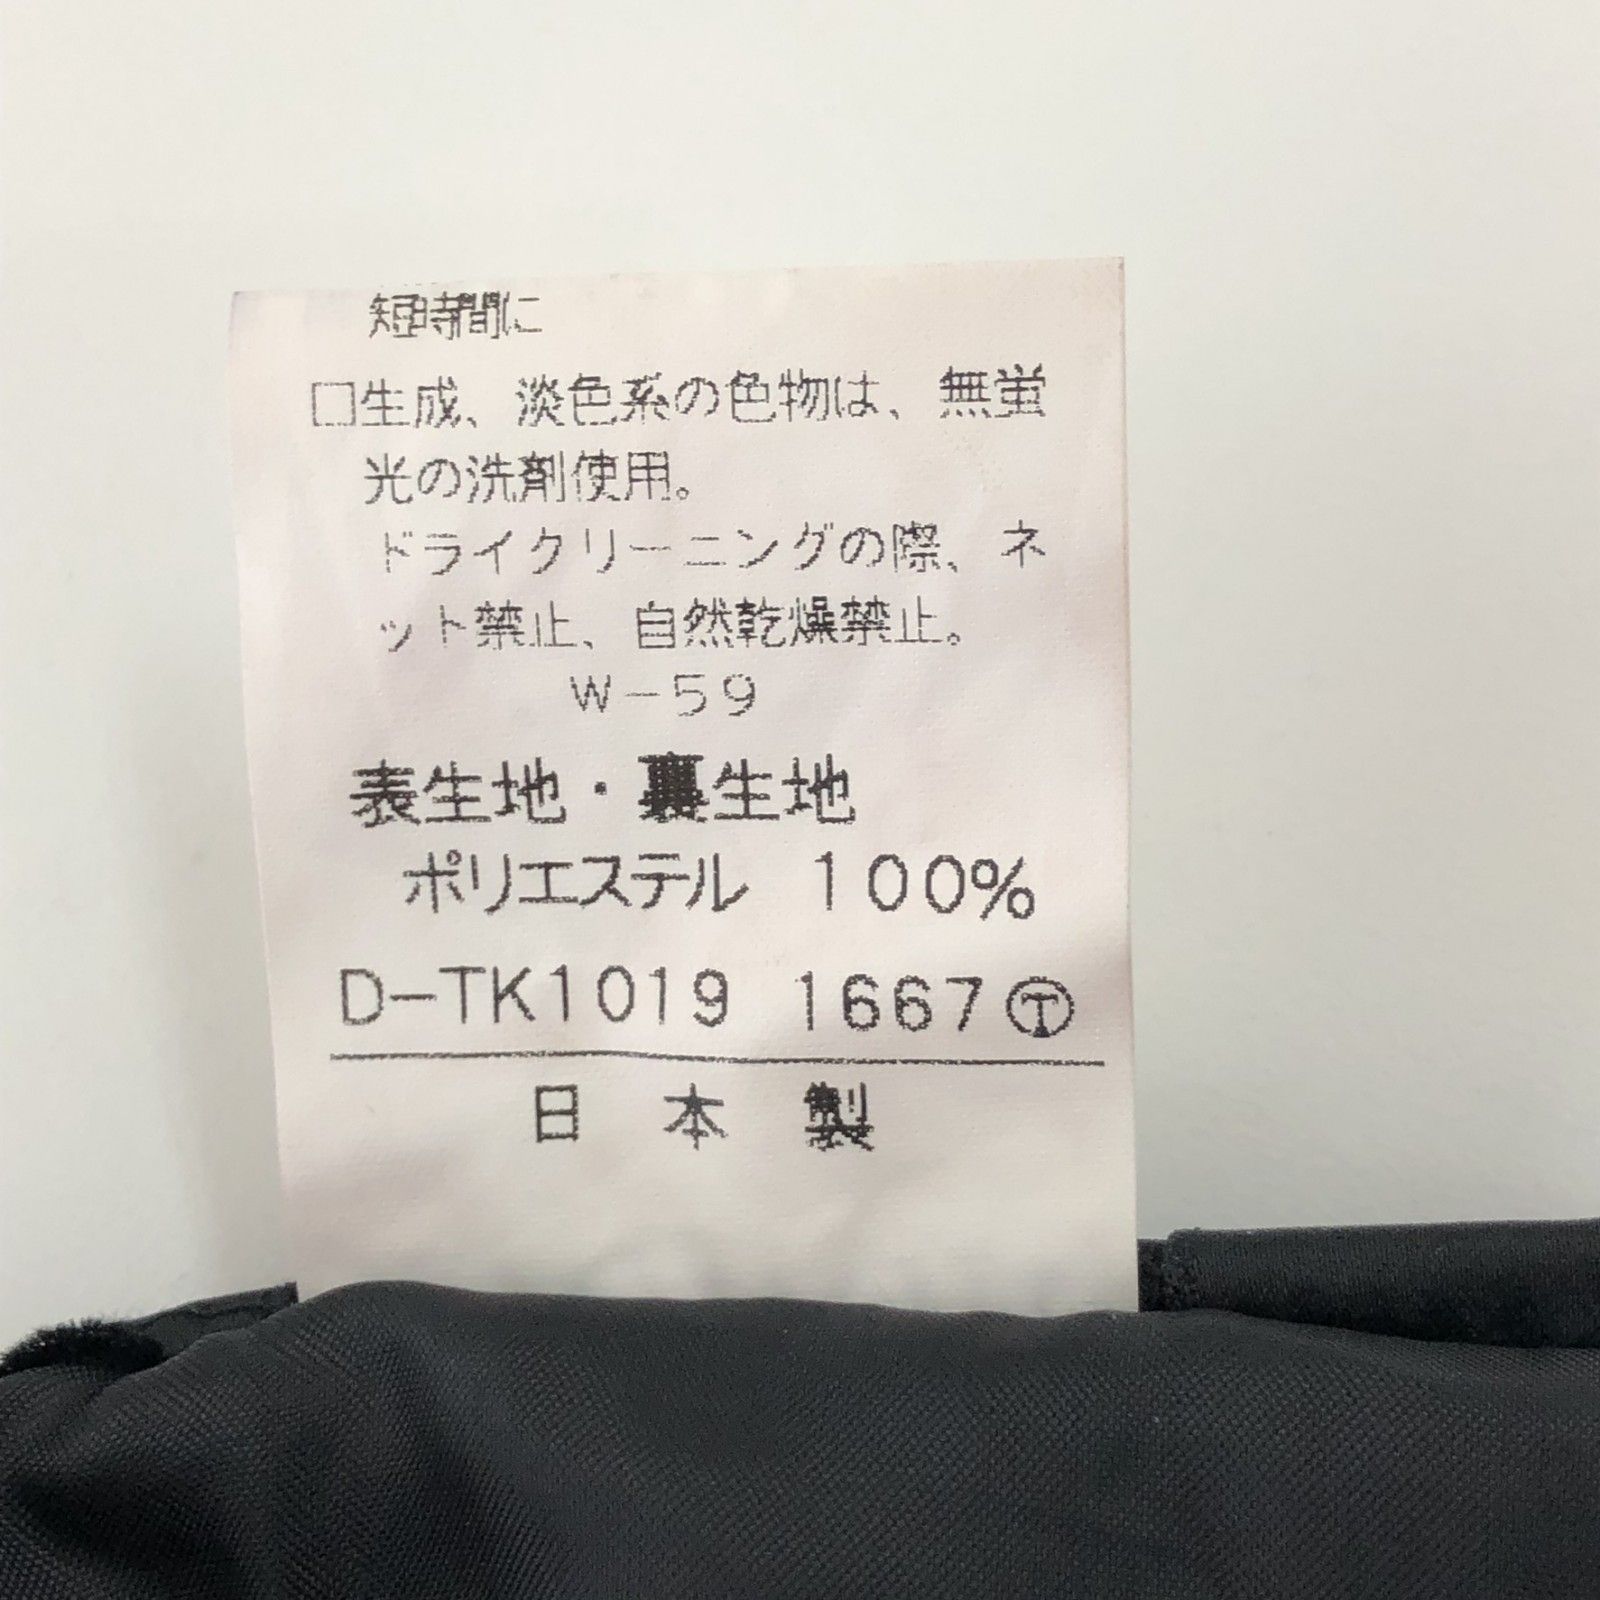 短時間に
□生成、淡色系の色物は、無蛍
光の洗剤使用。
ドライクリーニングの際、ネ
ット禁止、自然乾燥禁止。
W-59
表生地・裏生地
ポリエステル 100%
D-TK1019 1667Ⓣ
日 本 製